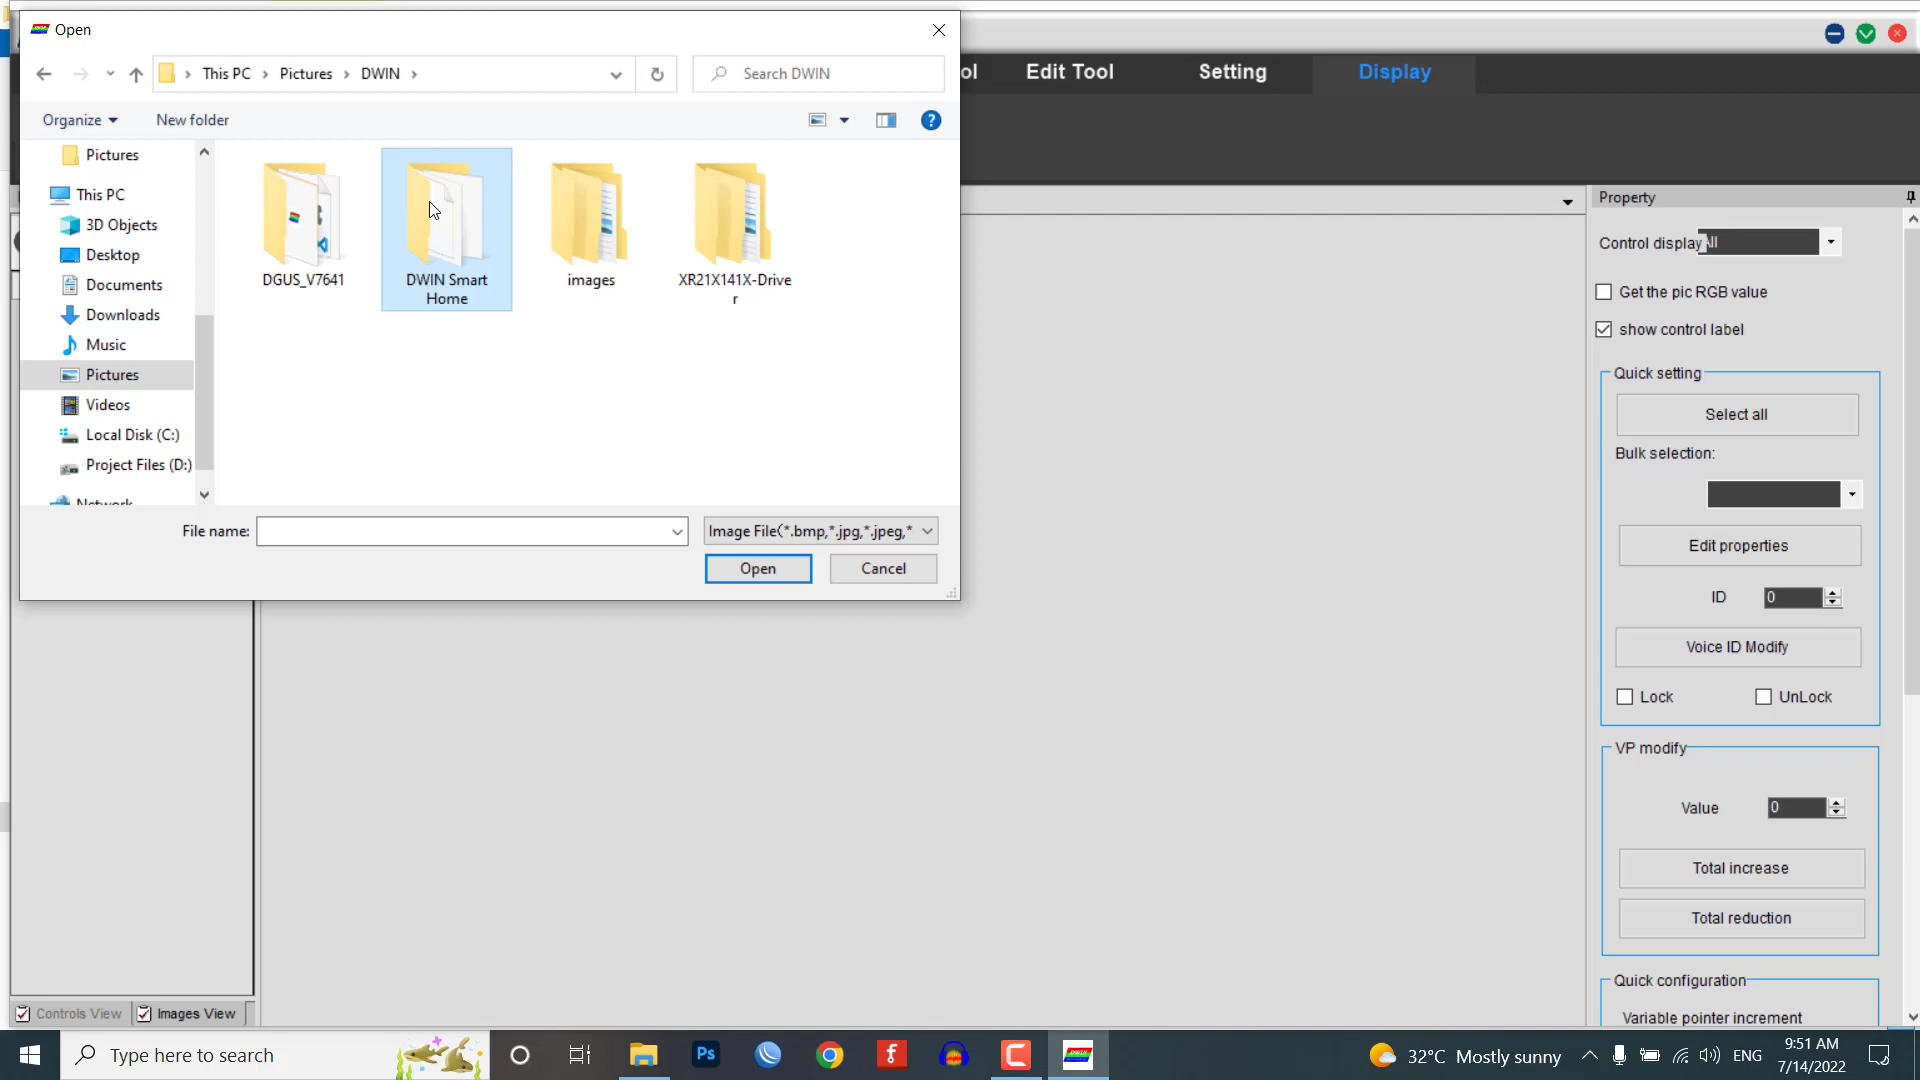 Open
This PC > Pictures > DWIN >
Search DWIN
Organize
New folder
Pictures
This PC
3D Objects
Desktop
Documents
Downloads
Music
Pictures
Videos
Local Disk (C:)
Project Files (D:)
Network
DGUS_V7641
DWIN Smart
Home
images
XR21X141X-Drive
r
File name:
Image File(*.bmp,*.jpg,*.jpeg,*
Open
Cancel
ol
Edit Tool
Setting
Display
Property
Control display
All
Get the pic RGB value
show control label
Quick setting
Select all
Bulk selection:
Edit properties
ID
0
Voice ID Modify
Lock
UnLock
VP modify
Value
0
Total increase
Total reduction
Quick configuration
Variable pointer increment
Controls View
Images View
Type here to search
Ps
32°C Mostly sunny
ENG
9:51 AM
7/14/2022